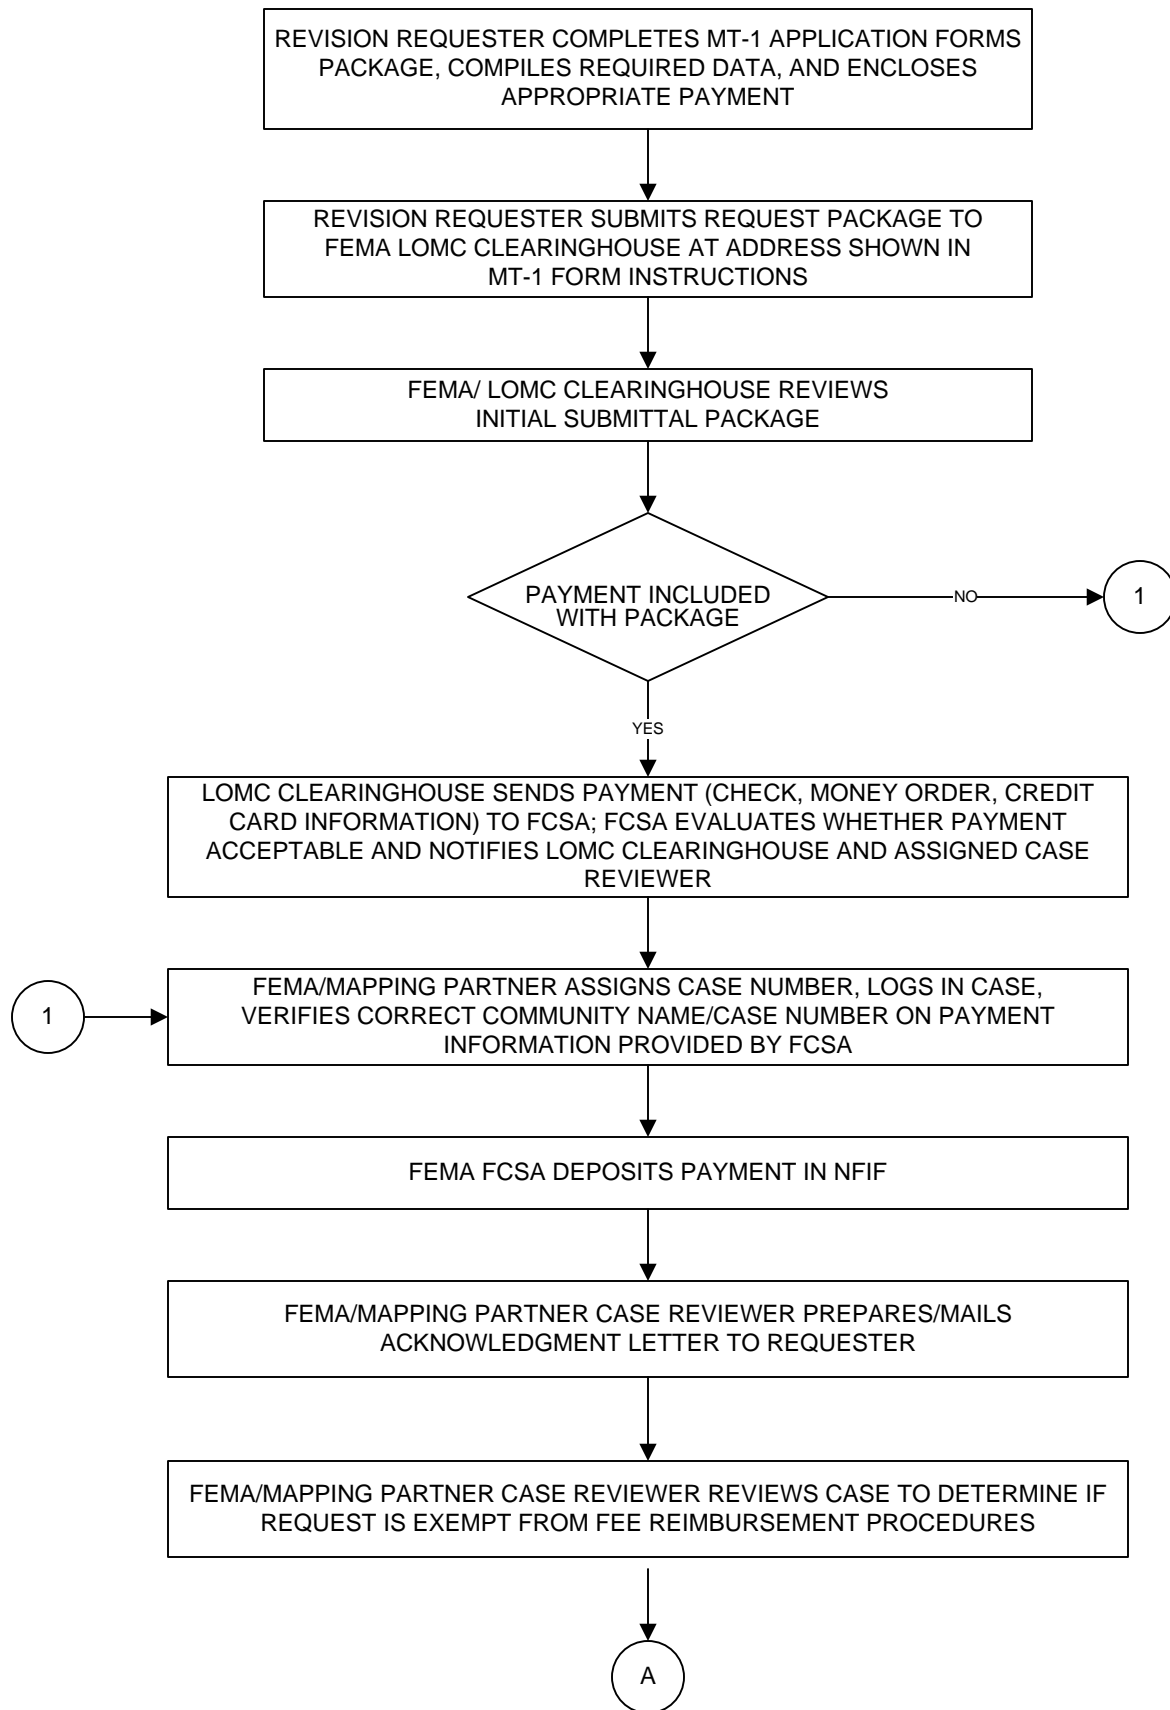 REVISION REQUESTER COMPLETES MT-1 APPLICATION FORMS
PACKAGE, COMPILES REQUIRED DATA, AND ENCLOSES
APPROPRIATE PAYMENT
REVISION REQUESTER SUBMITS REQUEST PACKAGE TO
FEMA LOMC CLEARINGHOUSE AT ADDRESS SHOWN IN
MT-1 FORM INSTRUCTIONS
FEMA/ LOMC CLEARINGHOUSE REVIEWS
INITIAL SUBMITTAL PACKAGE
PAYMENT INCLUDED
WITH PACKAGE
NO
1
YES
LOMC CLEARINGHOUSE SENDS PAYMENT (CHECK, MONEY ORDER, CREDIT
CARD INFORMATION) TO FCSA; FCSA EVALUATES WHETHER PAYMENT
ACCEPTABLE AND NOTIFIES LOMC CLEARINGHOUSE AND ASSIGNED CASE
REVIEWER
1
FEMA/MAPPING PARTNER ASSIGNS CASE NUMBER, LOGS IN CASE,
VERIFIES CORRECT COMMUNITY NAME/CASE NUMBER ON PAYMENT
INFORMATION PROVIDED BY FCSA
FEMA FCSA DEPOSITS PAYMENT IN NFIF
FEMA/MAPPING PARTNER CASE REVIEWER PREPARES/MAILS
ACKNOWLEDGMENT LETTER TO REQUESTER
FEMA/MAPPING PARTNER CASE REVIEWER REVIEWS CASE TO DETERMINE IF
REQUEST IS EXEMPT FROM FEE REIMBURSEMENT PROCEDURES
A